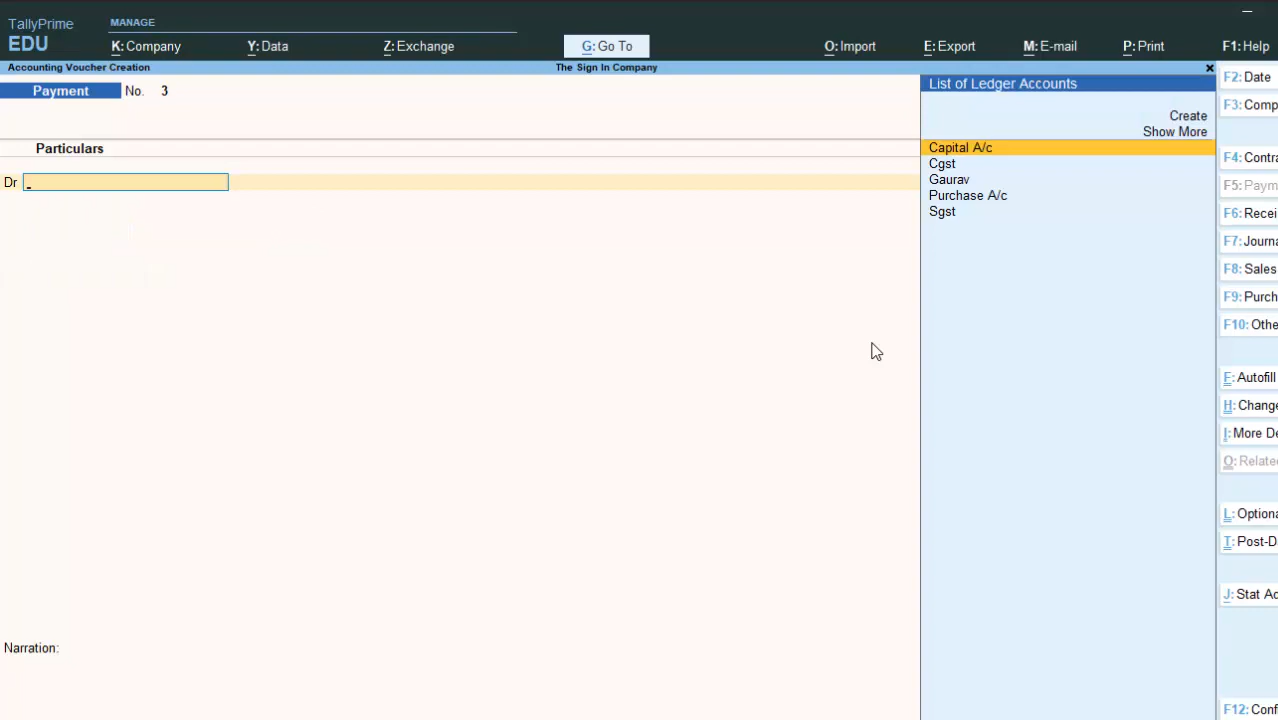 TallyPrime
EDU
MANAGE
K: Company
Y: Data
Z: Exchange
G: Go To
O: Import
E: Export
M: E-mail
P: Print
F1: Help
Accounting Voucher Creation
The Sign In Company
Payment No. 3
Particulars
Dr
Narration:
List of Ledger Accounts
Create
Show More
Capital A/c
Cgst
Gaurav
Purchase A/c
Sgst
F2: Date
F3: Comp
F4: Contra
F5: Paym
F6: Recei
F7: Journa
F8: Sales
F9: Purch
F10: Othe
F: Autofill
H: Change
I: More De
O: Related
L: Optiona
T: Post-D
J: Stat Ad
F12: Conf